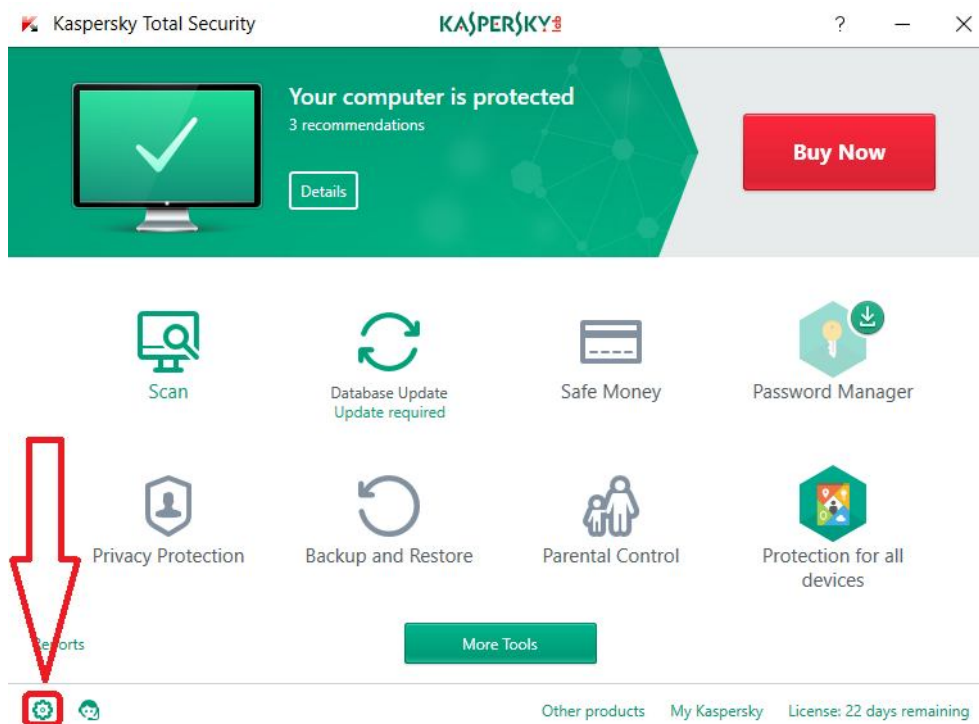 Kaspersky Total Security
KASPERSKY lab
?
Your computer is protected
3 recommendations
Details
Buy Now
Scan
Database Update
Update required
Safe Money
Password Manager
Privacy Protection
Backup and Restore
Parental Control
Protection for all
devices
Reports
More Tools
Other products
My Kaspersky
License: 22 days remaining